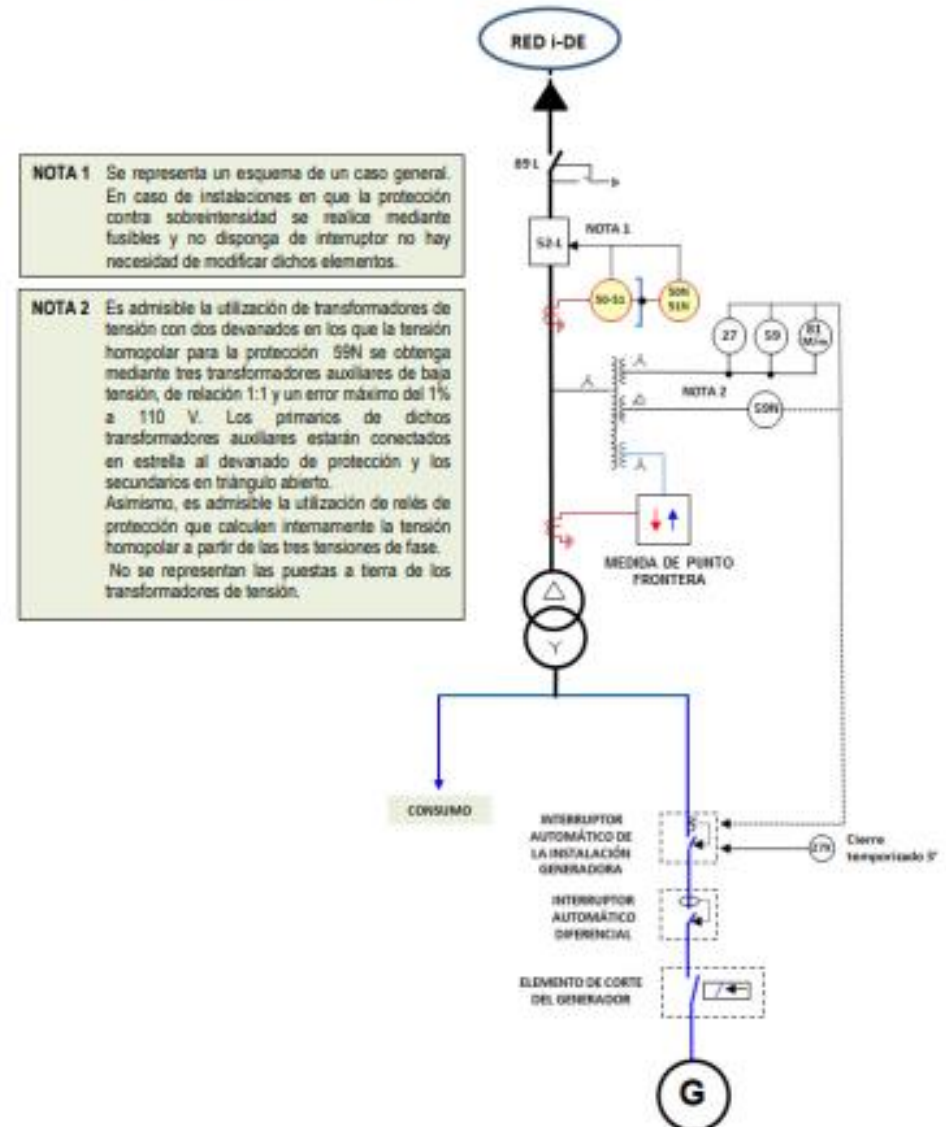 RED i-DE
89 L
NOTA 1 Se representa un esquema de un caso general.
En caso de instalaciones en que la protección
contra sobreintensidad se realice mediante
fusibles y no disponga de interruptor no hay
necesidad de modificar dichos elementos.
52-L
NOTA 1
50-51
50N
51N
NOTA 2 Es admisible la utilización de transformadores de
tensión con dos devanados en los que la tensión
homopolar para la protección 59N se obtenga
mediante tres transformadores auxiliares de baja
tensión, de relación 1:1 y un error máximo del 1%
a 110 V. Los primarios de dichos
transformadores auxiliares estarán conectados
en estrella al devanado de protección y los
secundarios en triángulo abierto.
Asimismo, es admisible la utilización de relés de
protección que calculen internamente la tensión
homopolar a partir de las tres tensiones de fase.
No se representan las puestas a tierra de los
transformadores de tensión.
27
59
81
M/m
NOTA 2
59N
MEDIDA DE PUNTO
FRONTERA
CONSUMO
INTERRUPTOR
AUTOMÁTICO DE
LA INSTALACIÓN
GENERADORA
Cierre
temporizado 3'
INTERRUPTOR
AUTOMÁTICO
DIFERENCIAL
ELEMENTO DE CORTE
DEL GENERADOR
G